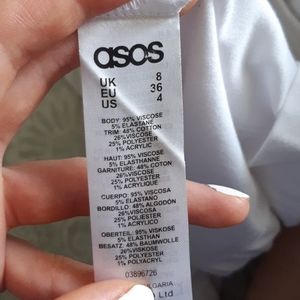 asos
UK 8
EU 36
US 4
BODY: 95% VISCOSE
5% ELASTANE
TRIM: 48% COTTON
26%VISCOSE
25% POLYESTER
1% ACRYLIC
HAUT: 95% VISCOSE
5% ELASTHANNE
GARNITURE: 48% COTON
26%VISCOSE
25% POLYESTER
1% ACRYLIQUE
CUERPO: 95% VISCOSA
5% ELASTANO
BORDILLO: 48% ALGODÓN
26%VISCOSA
25% POLIÉSTER
1% ACRÍLICO
OBERTEIL: 95% VISKOSE
5% ELASTHAN
BESATZ: 48% BAUMWOLLE
26% VISKOSE
25% POLYESTER
1% POLYACRYL
03896726
Ltd